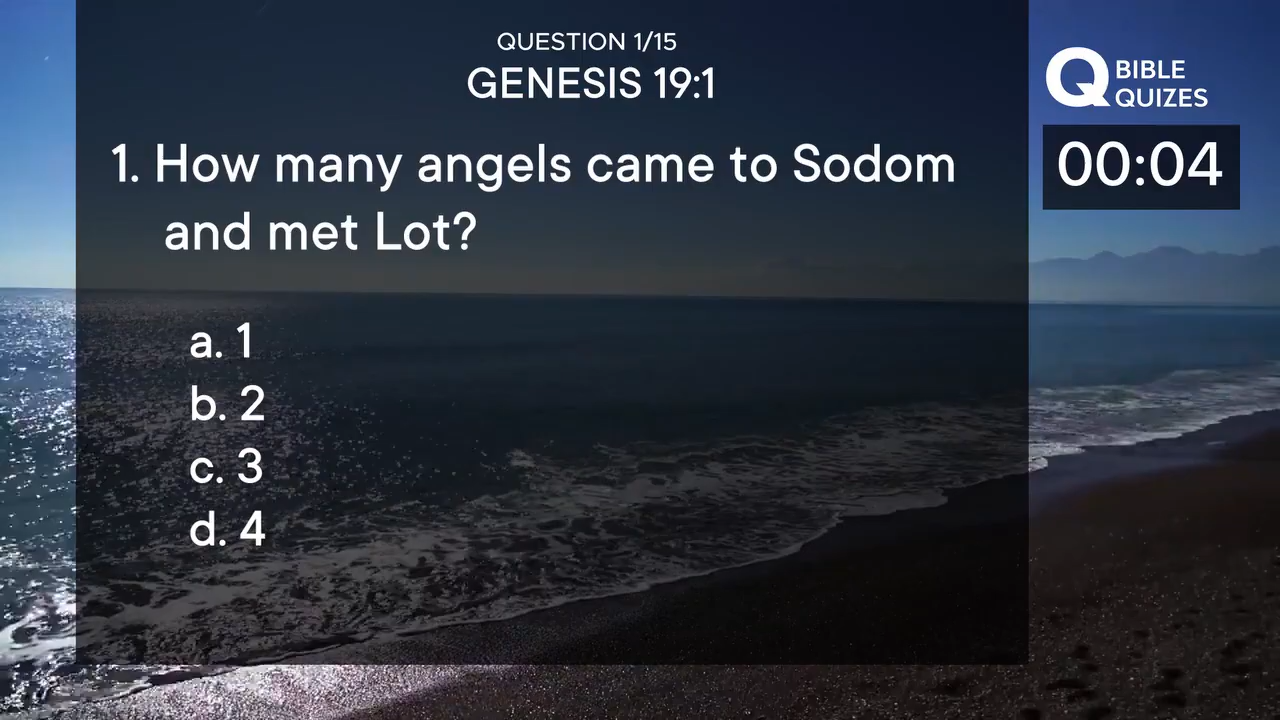 QUESTION 1/15
GENESIS 19:1
1. How many angels came to Sodom
and met Lot?
a. 1
b. 2
c. 3
d. 4
Q BIBLE
QUIZES
00:04